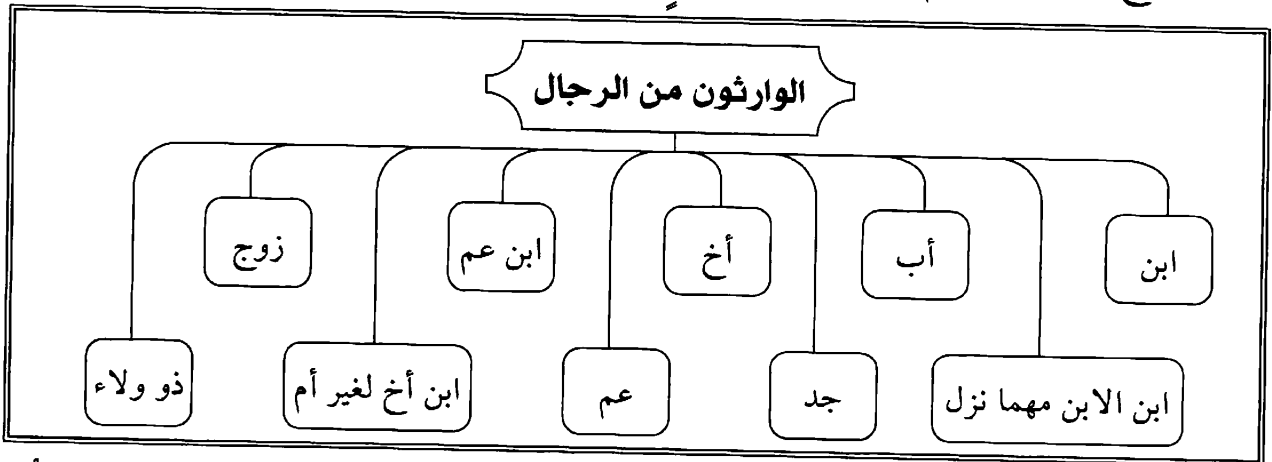 الوارثون من الرجال
ابن
أب
أخ
ابن عم
زوج
ابن الابن مهما نزل
جد
عم
ابن أخ لغير أم
ذو ولاء